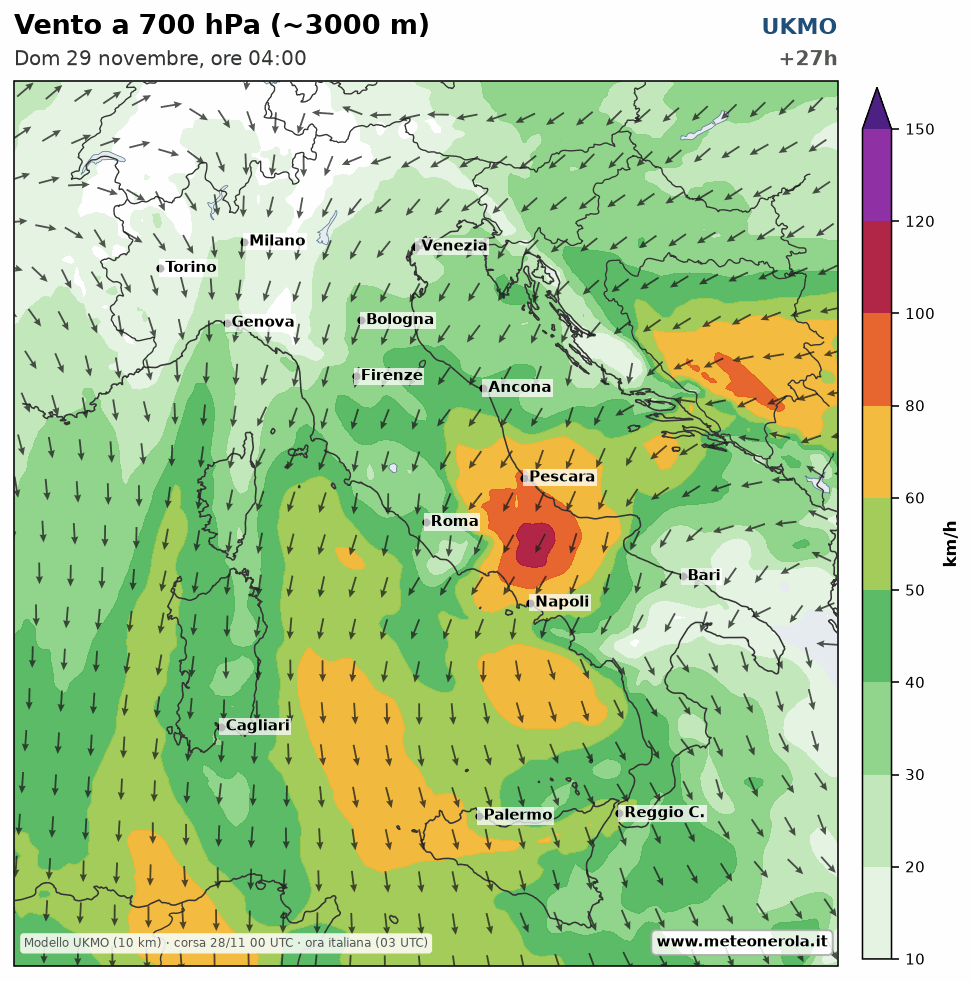 Vento a 700 hPa (~3000 m)
UKMO
Dom 29 novembre, ore 04:00
+27h
150
120
100
80
60
50
40
30
20
10
km/h
Milano
Venezia
Torino
Genova
Bologna
Firenze
Ancona
Pescara
Roma
Bari
Napoli
Cagliari
Palermo
Reggio C.
Modello UKMO (10 km) · corsa 28/11 00 UTC · ora italiana (03 UTC)
www.meteonerola.it